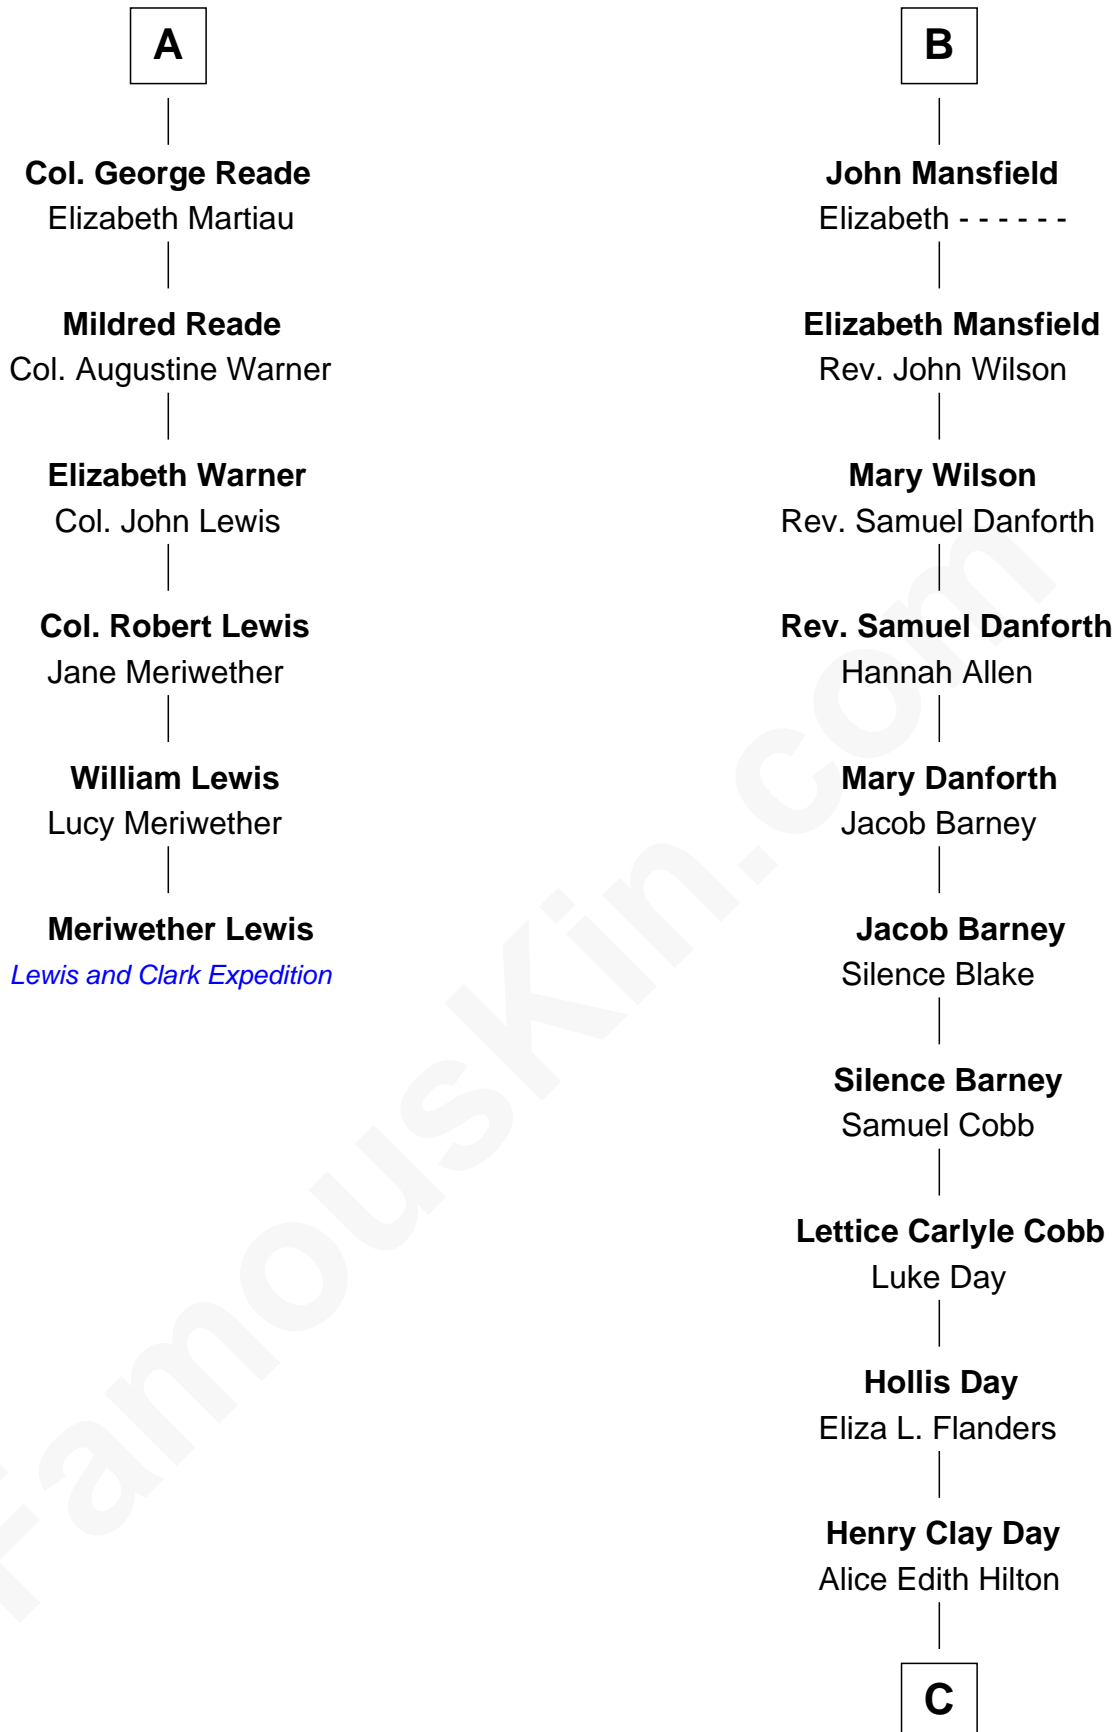 A
Col. George Reade
Elizabeth Martiau
Mildred Reade
Col. Augustine Warner
Elizabeth Warner
Col. John Lewis
Col. Robert Lewis
Jane Meriwether
William Lewis
Lucy Meriwether
Meriwether Lewis
Lewis and Clark Expedition
B
John Mansfield
Elizabeth - - - - - -
Elizabeth Mansfield
Rev. John Wilson
Mary Wilson
Rev. Samuel Danforth
Rev. Samuel Danforth
Hannah Allen
Mary Danforth
Jacob Barney
Jacob Barney
Silence Blake
Silence Barney
Samuel Cobb
Lettice Carlyle Cobb
Luke Day
Hollis Day
Eliza L. Flanders
Henry Clay Day
Alice Edith Hilton
C
FamousKin.com